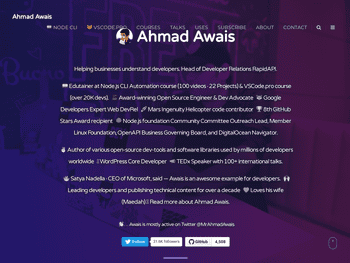 Ahmad Awais
NODE CLI VSCODE.PRO COURSES TALKS USES SUBSCRIBE ABOUT CONTACT
Ahmad Awais
Helping businesses understand developers. Head of Developer Relations RapidAPI.
Edutainer at Node.js CLI Automation course (100 videos · 22 Projects) & VSCode.pro course
(over 20K devs). Award-winning Open Source Engineer & Dev Advocate Google
Developers Expert Web DevRel Mars Ingenuity Helicopter code contributor 8th GitHub
Stars Award recipient Node.js foundation Community Committee Outreach Lead, Member
Linux Foundation, OpenAPI Business Governing Board, and DigitalOcean Navigator.
Author of various open-source dev-tools and software libraries used by millions of developers
worldwide WordPress Core Developer TEDx Speaker with 100+ international talks.
Satya Nadella · CEO of Microsoft, said — Awais is an awesome example for developers.
Leading developers and publishing technical content for over a decade Loves his wife
(Maedah) Read more about Ahmad Awais.
Awais is mostly active on Twitter @MrAhmadAwais
Follow
GitHub 4,508